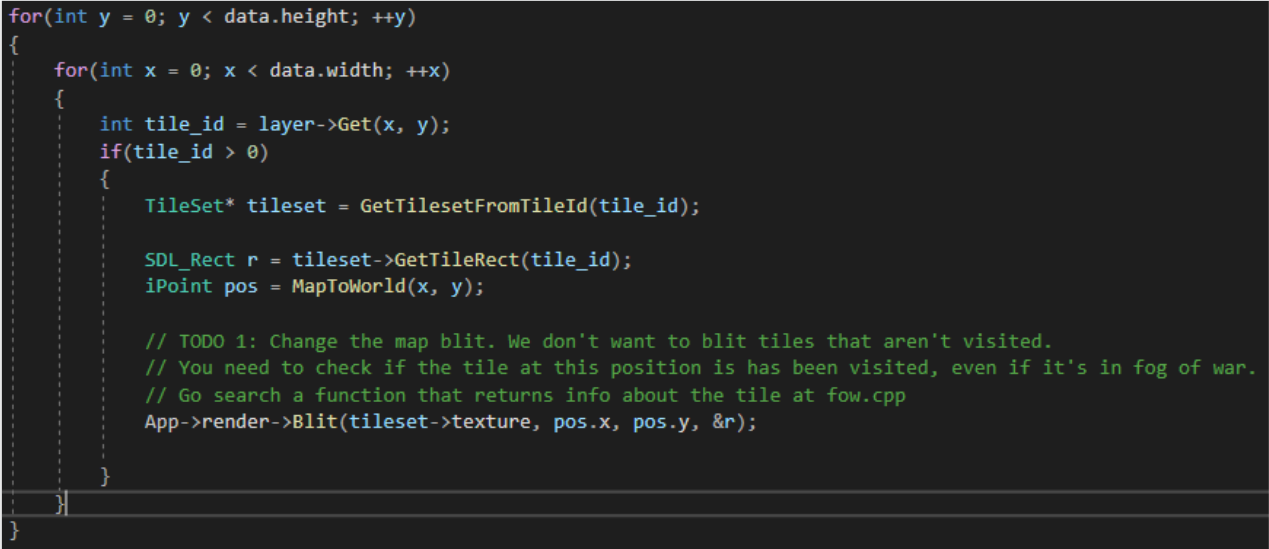 for(int y = 0; y < data.height; ++y)
{
for(int x = 0; x < data.width; ++x)
{
int tile_id = layer->Get(x, y);
if(tile_id > 0)
{
TileSet* tileset = GetTilesetFromTileId(tile_id);
SDL_Rect r = tileset->GetTileRect(tile_id);
iPoint pos = MapToWorld(x, y);
// TODO 1: Change the map blit. We don't want to blit tiles that aren't visited.
// You need to check if the tile at this position is has been visited, even if it's in fog of war.
// Go search a function that returns info about the tile at fow.cpp
App->render->Blit(tileset->texture, pos.x, pos.y, &r);
}
}
}